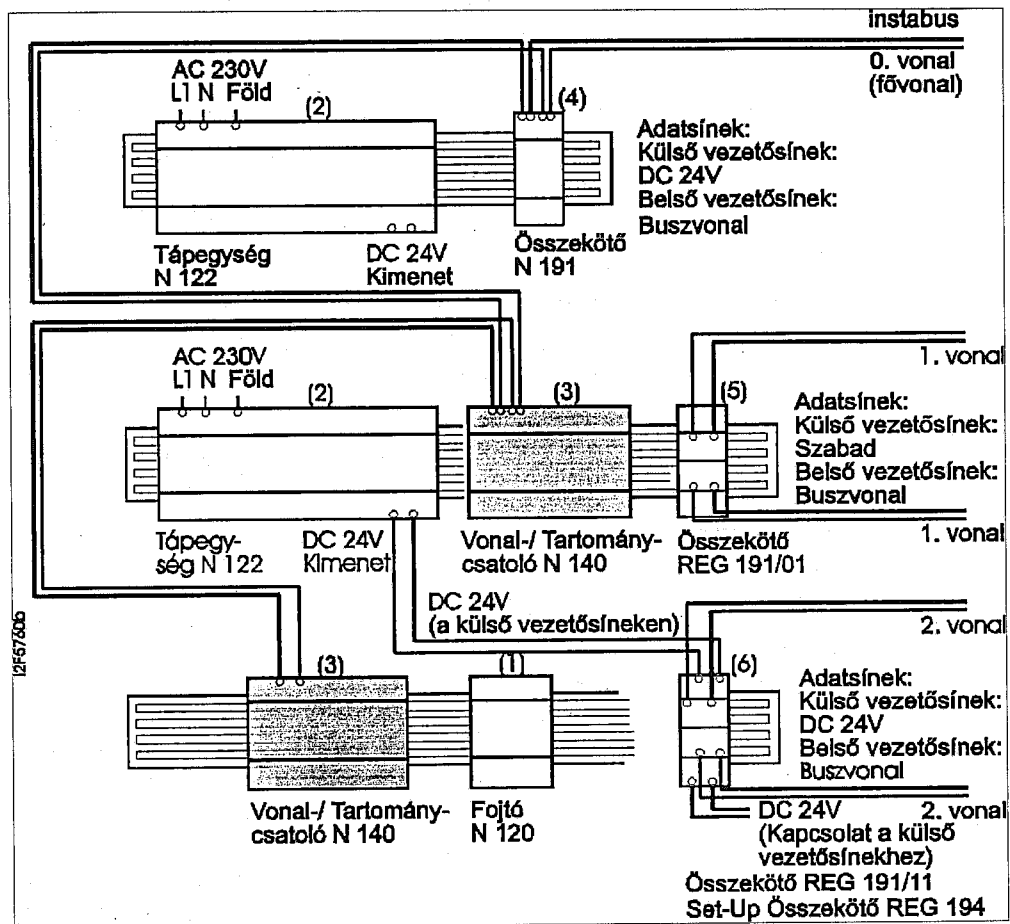 instabus
0. vonal
(fővonal)
AC 230V
L1 N Föld
(2)
(4)
Adatsínek:
Külső vezetősínek:
DC 24V
Belső vezetősínek:
Buszvonal
Tápegység
N 122
DC 24V
Kimenet
Összekötő
N 191
AC 230V
L1 N Föld
(2)
(3)
(5)
1. vonal
Adatsínek:
Külső vezetősínek:
Szabad
Belső vezetősínek:
Buszvonal
1. vonal
Tápegy-
ség N 122
DC 24V
Kimenet
Vonal-/ Tartomány-
csatoló N 140
Összekötő
REG 191/01
DC 24V
(a külső vezetősíneken)
2. vonal
(3)
(1)
(6)
Adatsínek:
Külső vezetősínek:
DC 24V
Belső vezetősínek:
Buszvonal
2. vonal
Vonal-/ Tartomány-
csatoló N 140
Fojtó
N 120
DC 24V
(Kapcsolat a külső
vezetősínekhez)
Összekötő REG 191/11
Set-Up Összekötő REG 194